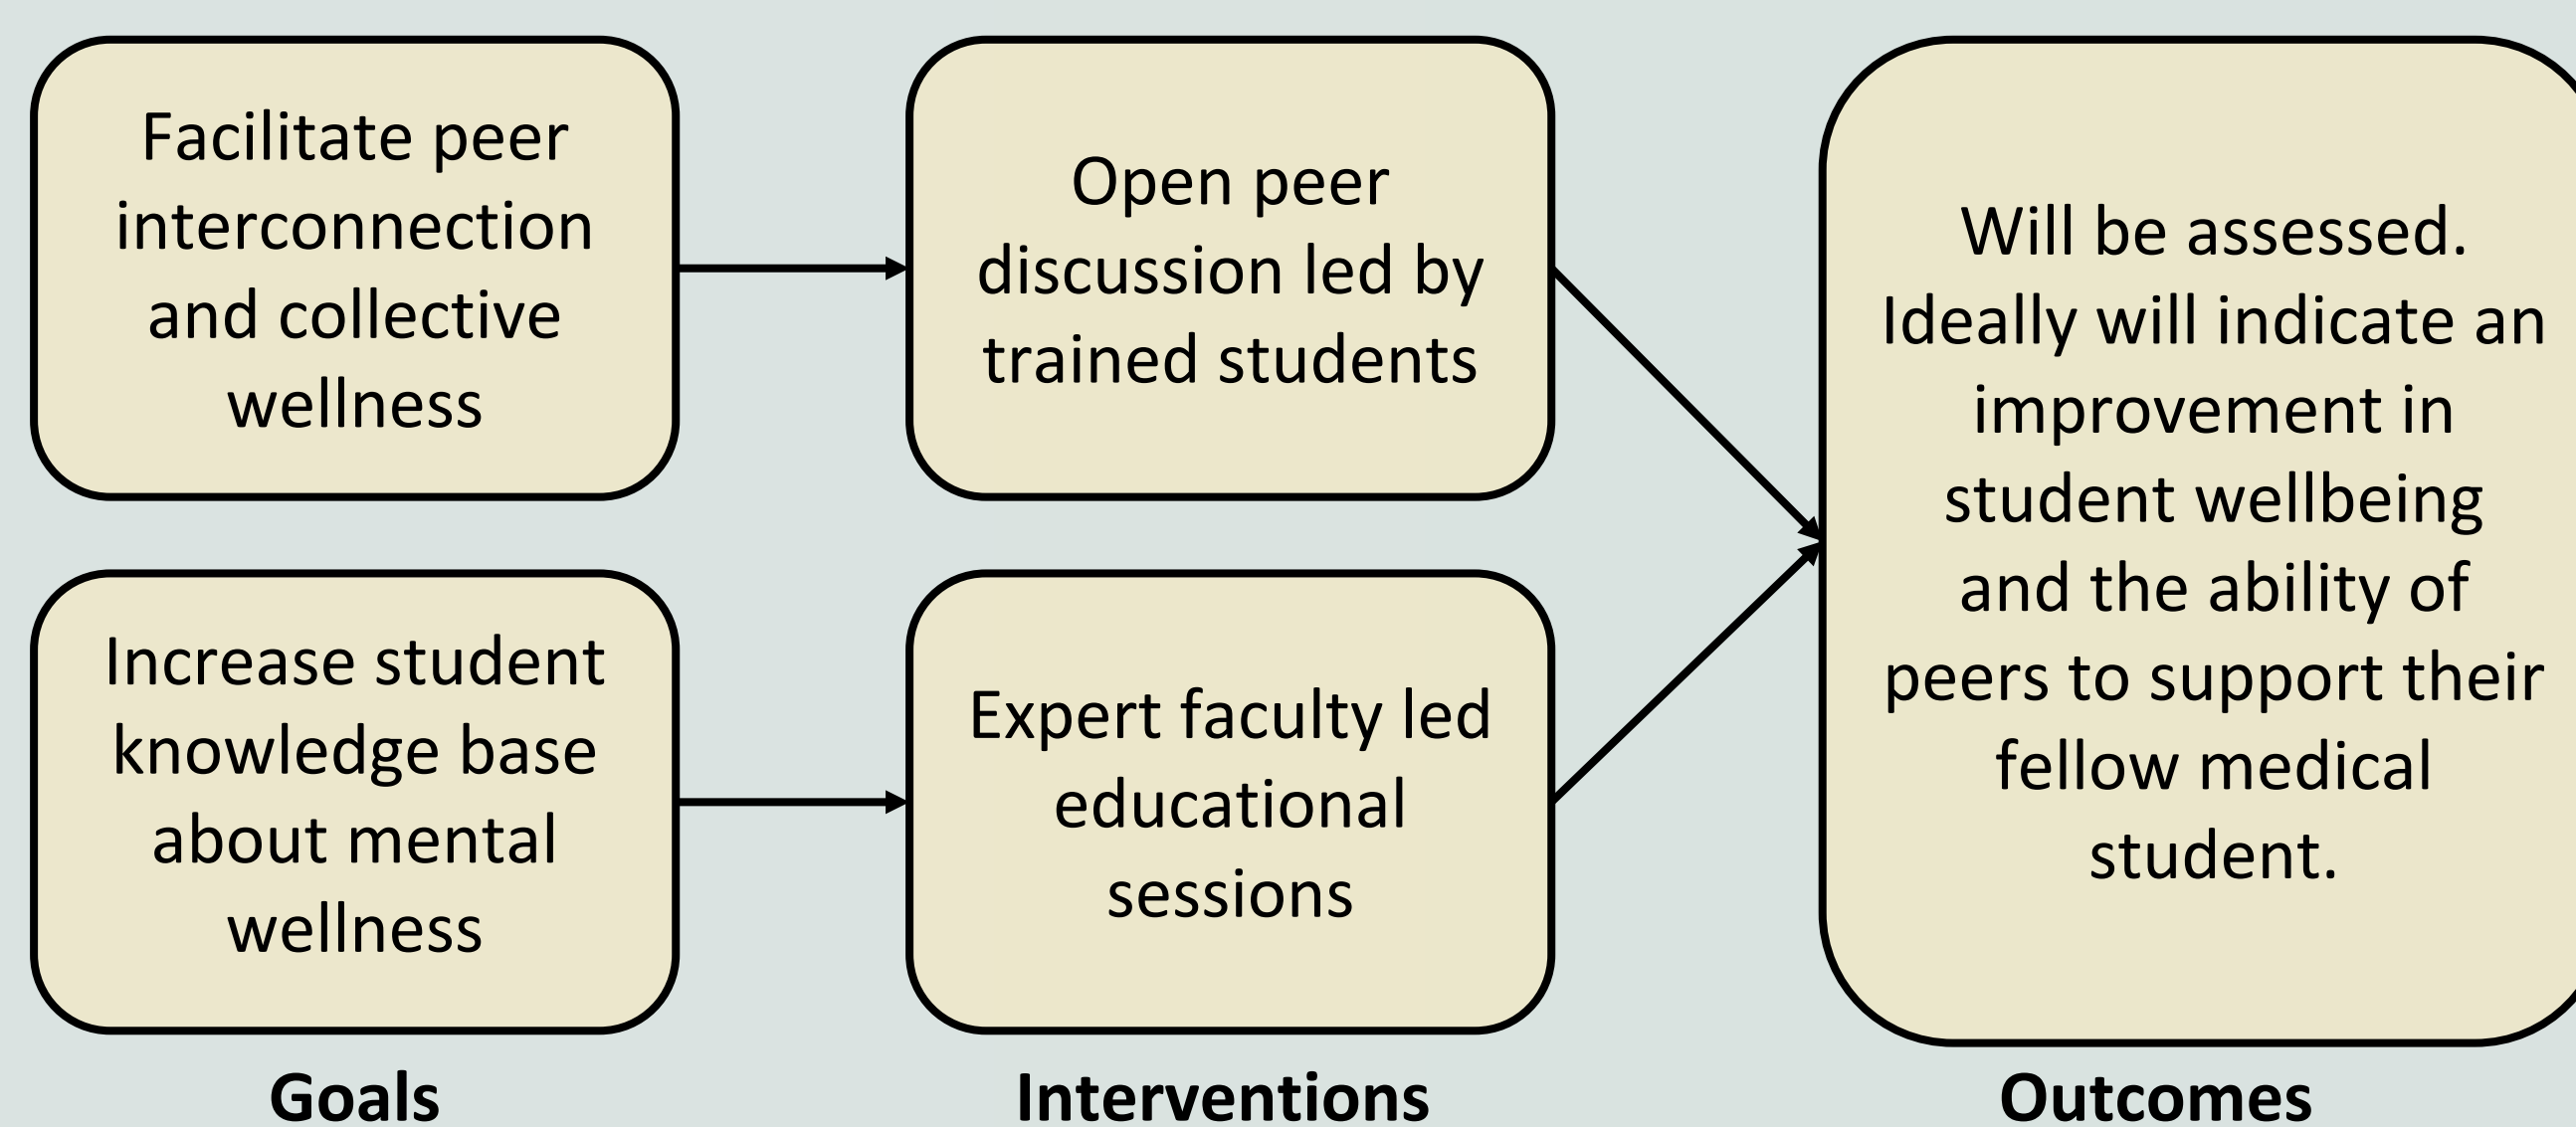 Facilitate peer
interconnection
and collective
wellness
Open peer
discussion led by
trained students
Will be assessed.
Ideally will indicate an
improvement in
student wellbeing
and the ability of
peers to support their
fellow medical
student.
Increase student
knowledge base
about mental
wellness
Expert faculty led
educational
sessions
Goals
Interventions
Outcomes